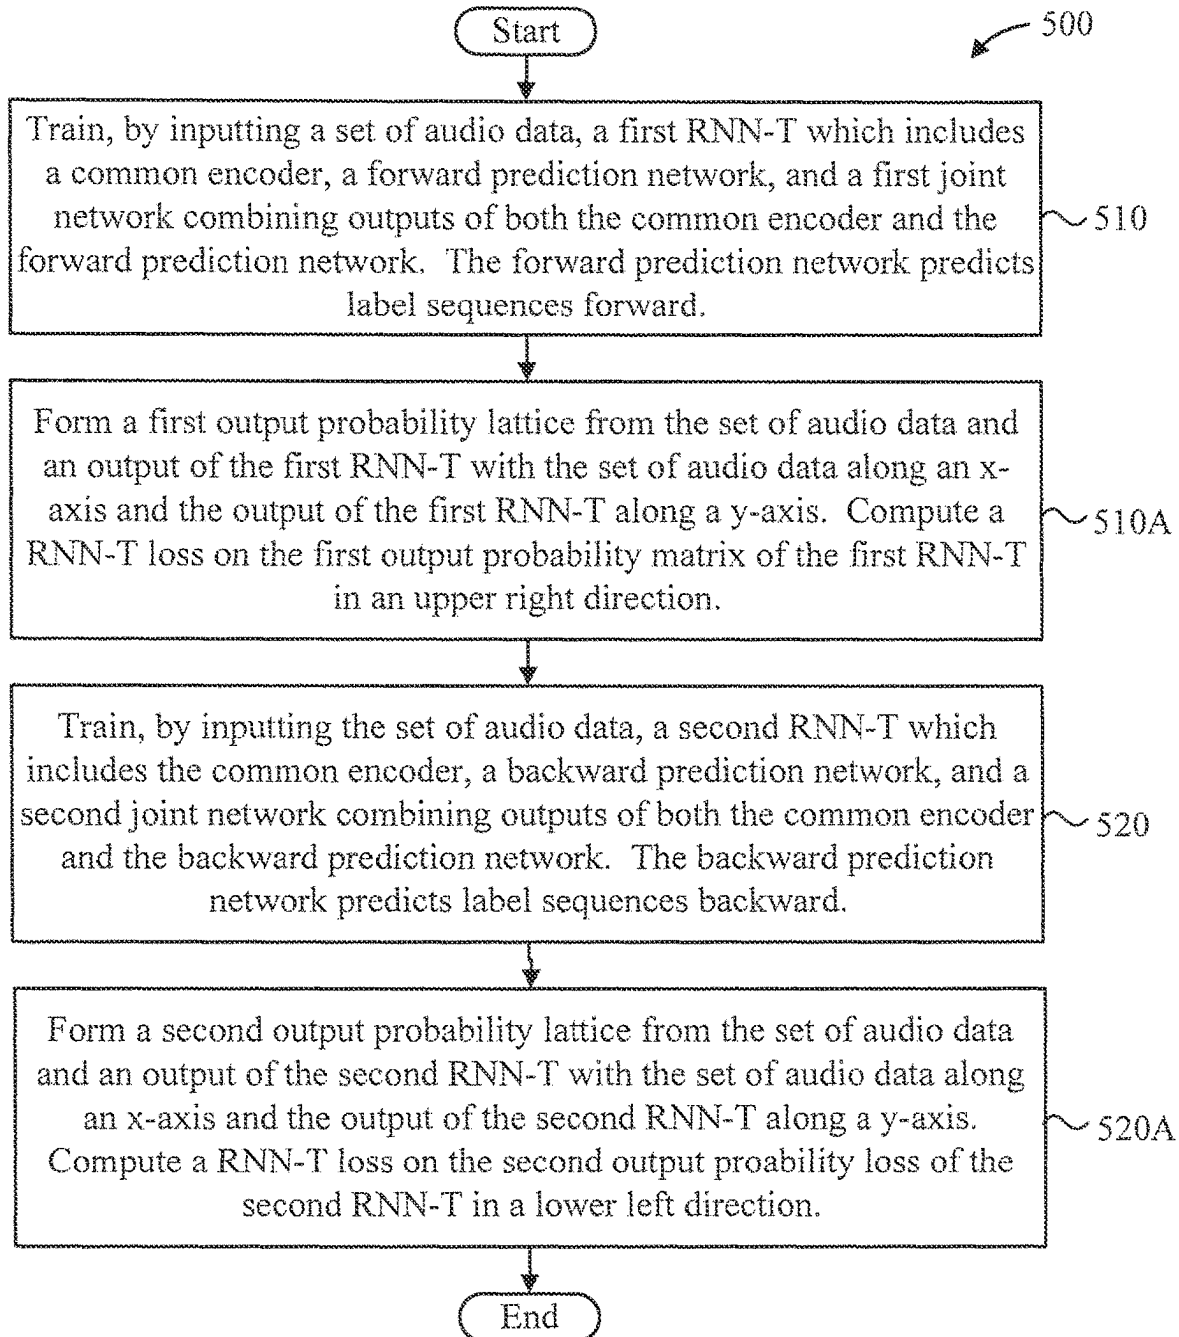 Start
500
Train, by inputting a set of audio data, a first RNN-T which includes
a common encoder, a forward prediction network, and a first joint
network combining outputs of both the common encoder and the
forward prediction network. The forward prediction network predicts
label sequences forward.
510
Form a first output probability lattice from the set of audio data and
an output of the first RNN-T with the set of audio data along an x-
axis and the output of the first RNN-T along a y-axis. Compute a
RNN-T loss on the first output probability matrix of the first RNN-T
in an upper right direction.
510A
Train, by inputting the set of audio data, a second RNN-T which
includes the common encoder, a backward prediction network, and a
second joint network combining outputs of both the common encoder
and the backward prediction network. The backward prediction
network predicts label sequences backward.
520
Form a second output probability lattice from the set of audio data
and an output of the second RNN-T with the set of audio data along
an x-axis and the output of the second RNN-T along a y-axis.
Compute a RNN-T loss on the second output proability loss of the
second RNN-T in a lower left direction.
520A
End